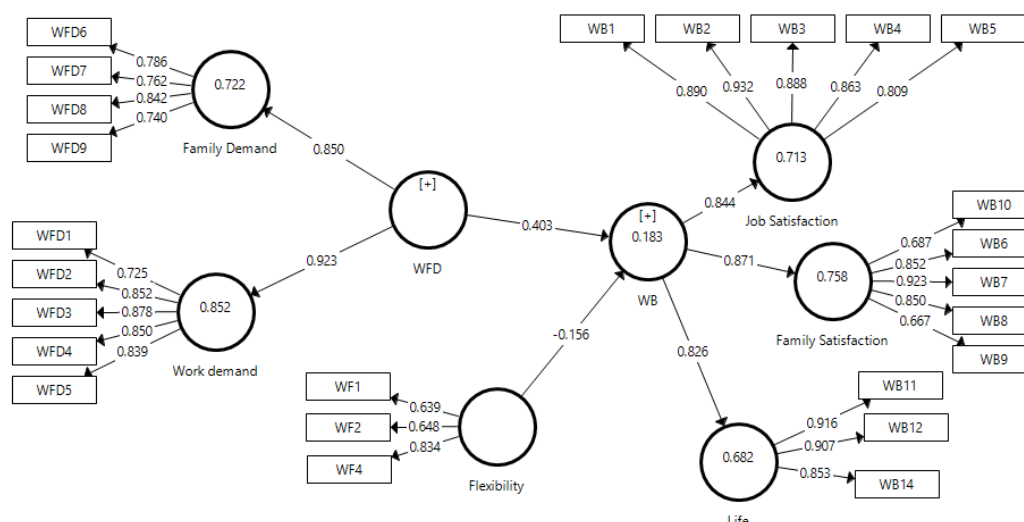 WFD6
WFD7
WFD8
WFD9
0.786
0.762
0.842
0.740
0.722
Family Demand
0.850
WB1
WB2
WB3
WB4
WB5
0.890
0.932
0.888
0.863
0.809
0.713
Job Satisfaction
0.844
[+]
WFD
0.403
[+]
0.183
WB
0.871
0.758
Family Satisfaction
WB10
WB6
WB7
WB8
WB9
0.687
0.852
0.923
0.850
0.667
WFD1
WFD2
WFD3
WFD4
WFD5
0.725
0.852
0.878
0.850
0.839
0.852
Work demand
0.923
-0.156
0.826
WF1
WF2
WF4
0.639
0.648
0.834
Flexibility
WB11
WB12
WB14
0.916
0.907
0.853
0.682
Life